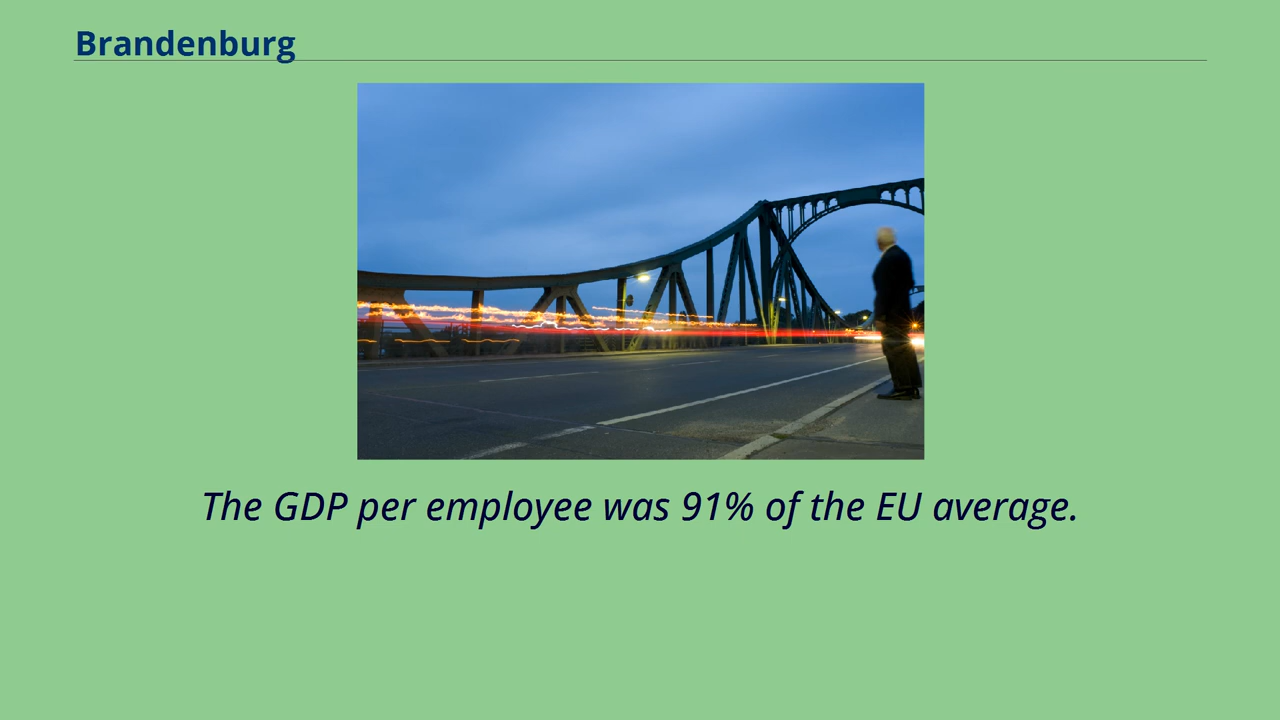 Brandenburg
The GDP per employee was 91% of the EU average.